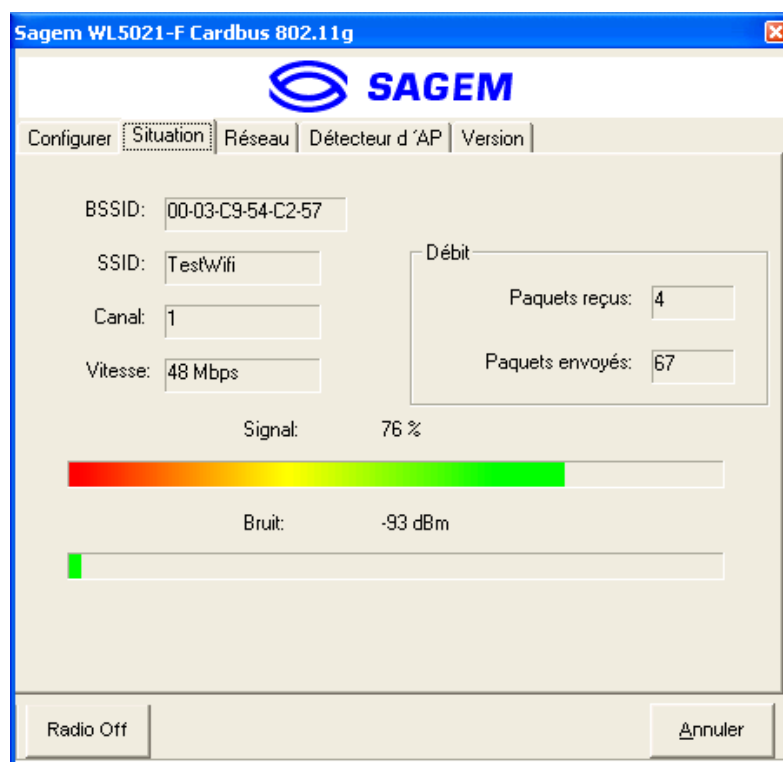 Sagem WL5021-F Cardbus 802.11g
SAGEM
Configurer Situation Réseau Détecteur d ´AP Version
BSSID: 00-03-C9-54-C2-57
SSID: TestWifi
Canal: 1
Vitesse: 48 Mbps
Débit
Paquets reçus: 4
Paquets envoyés: 67
Signal: 76 %
Bruit: -93 dBm
Radio Off
Annuler